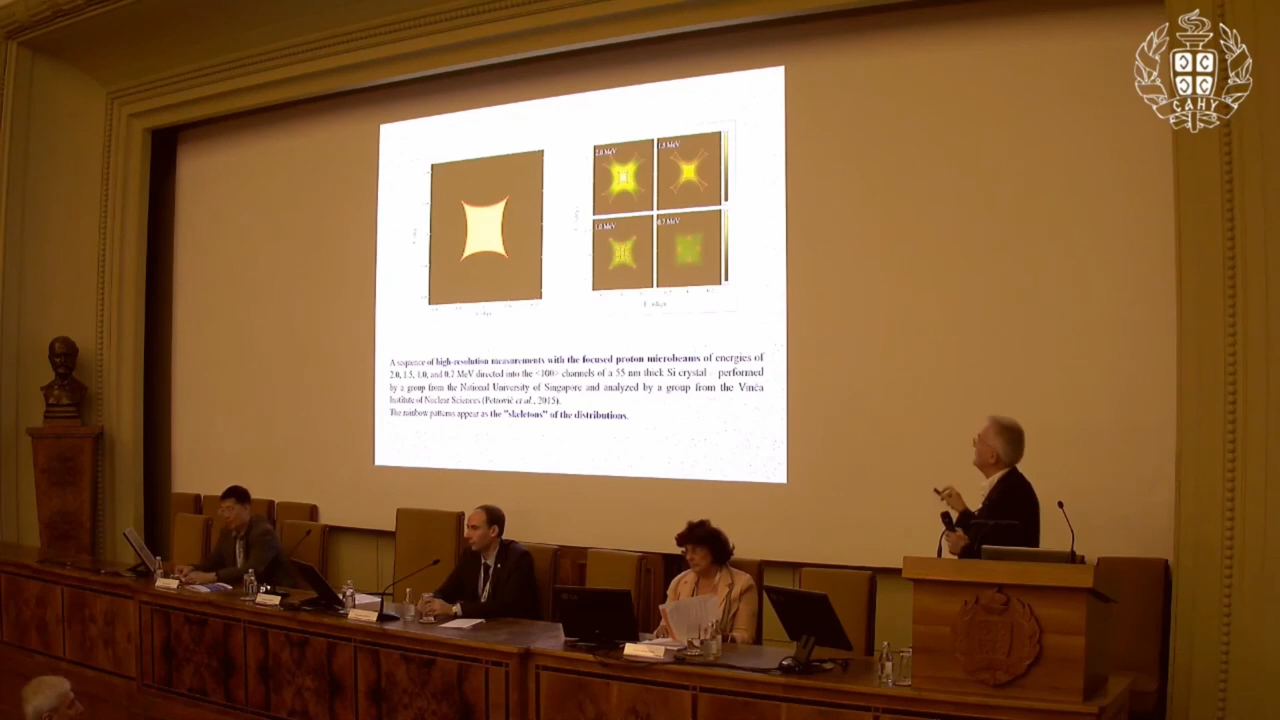 2.0 MeV
1.5 MeV
1.0 MeV
0.7 MeV
A sequence of high-resolution measurements with the focused proton microbeams of energies of
2.0, 1.5, 1.0, and 0.7 MeV directed into the <100> channels of a 55 nm thick Si crystal – performed
by a group from the National University of Singapore and analyzed by a group from the Vinča
Institute of Nuclear Sciences (Petrović et al., 2015).
The rainbow patterns appear as the "skeletons" of the distributions.
САНУ